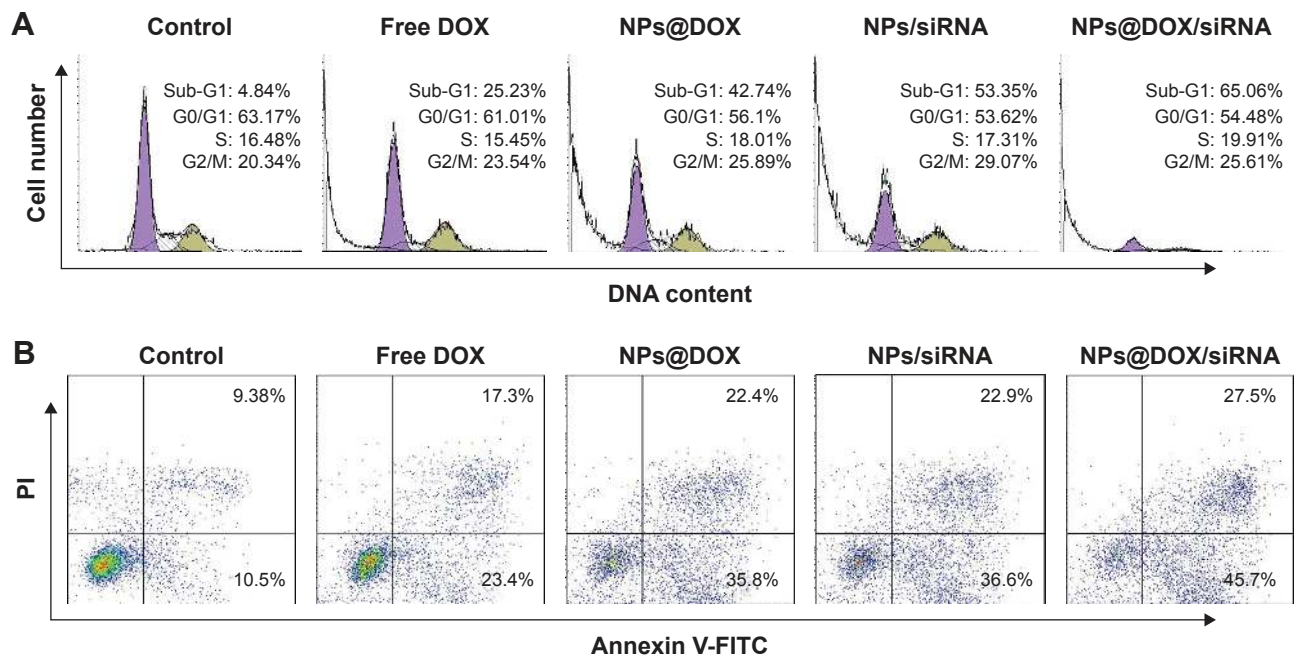 A
Control
Free DOX
NPs@DOX
NPs/siRNA
NPs@DOX/siRNA
Cell number
Sub-G1: 4.84%
G0/G1: 63.17%
S: 16.48%
G2/M: 20.34%
Sub-G1: 25.23%
G0/G1: 61.01%
S: 15.45%
G2/M: 23.54%
Sub-G1: 42.74%
G0/G1: 56.1%
S: 18.01%
G2/M: 25.89%
Sub-G1: 53.35%
G0/G1: 53.62%
S: 17.31%
G2/M: 29.07%
Sub-G1: 65.06%
G0/G1: 54.48%
S: 19.91%
G2/M: 25.61%
DNA content
B
Control
Free DOX
NPs@DOX
NPs/siRNA
NPs@DOX/siRNA
PI
9.38%
10.5%
17.3%
23.4%
22.4%
35.8%
22.9%
36.6%
27.5%
45.7%
Annexin V-FITC